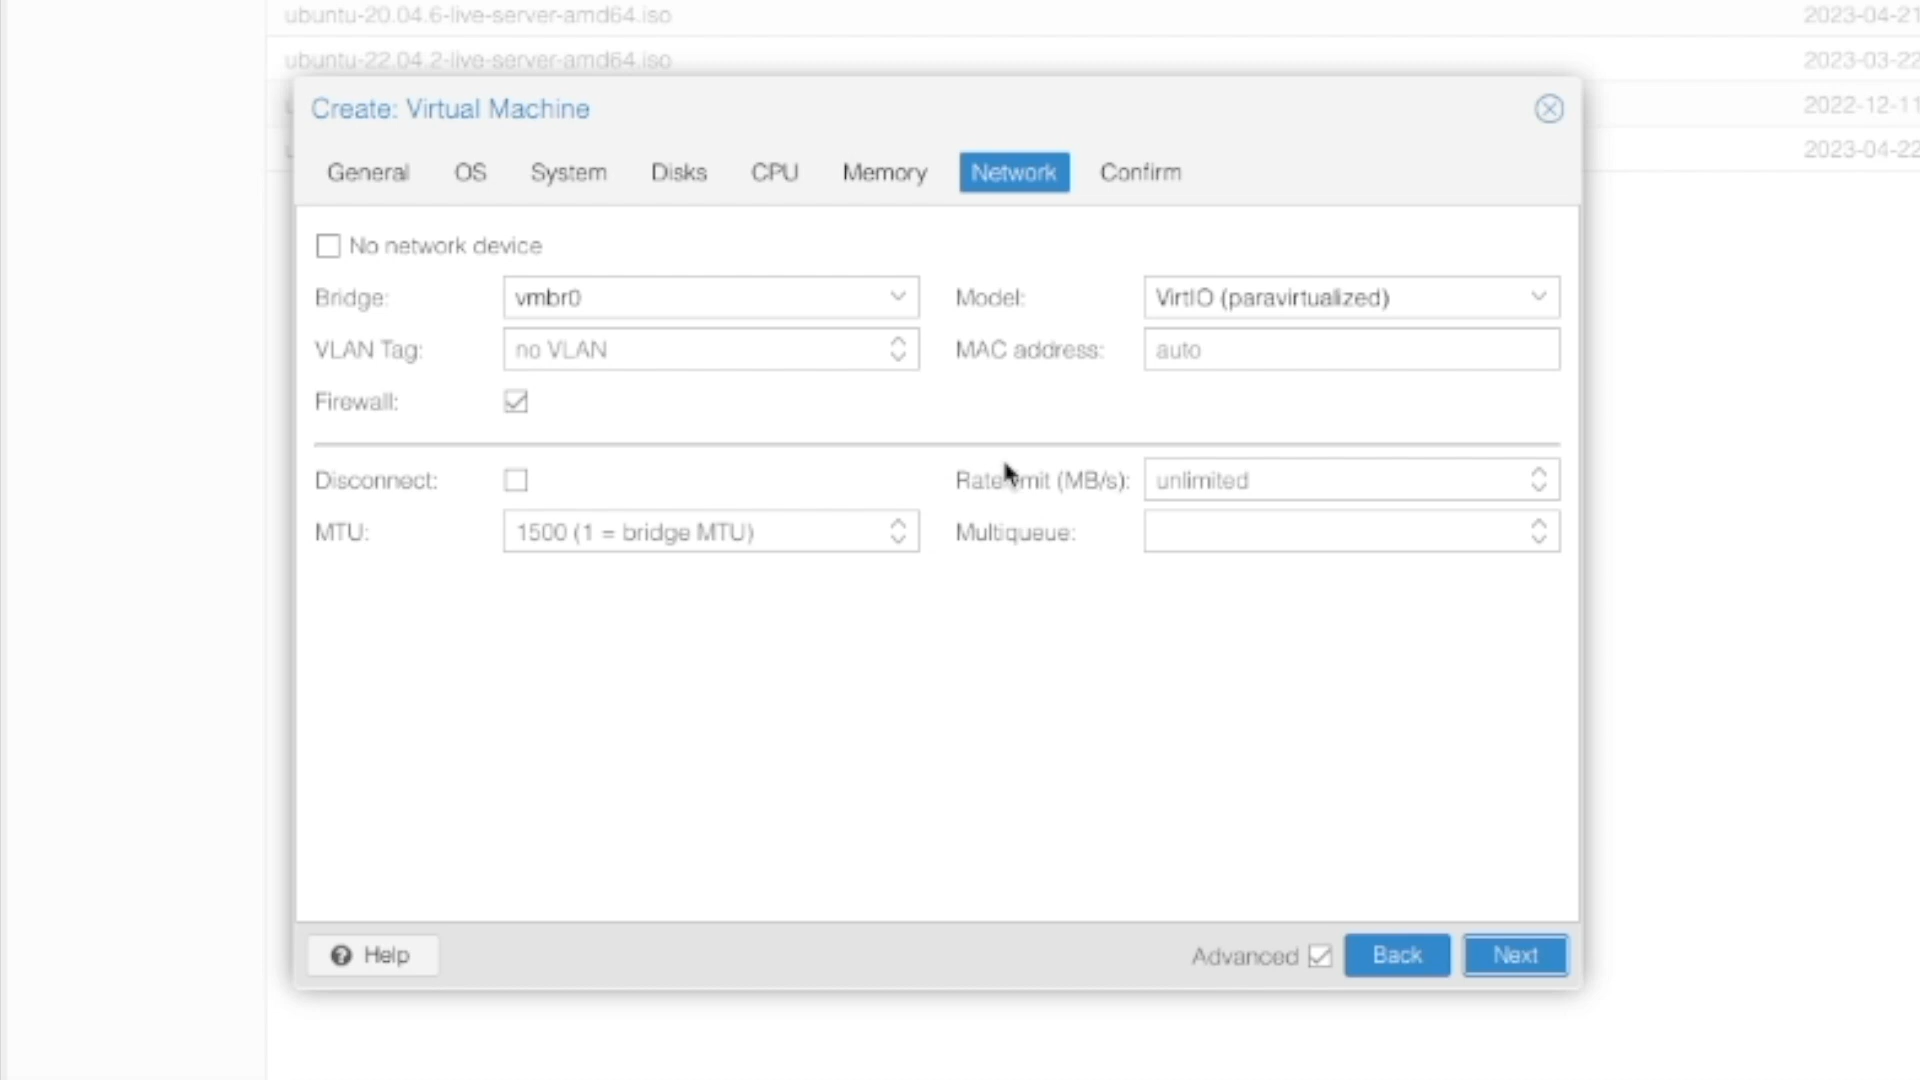 ubuntu-20.04.6-live-server-amd64.iso 2023-04-21
ubuntu-22.04.2-live-server-amd64.iso 2023-03-22
2022-12-11
2023-04-22
Create: Virtual Machine
General OS System Disks CPU Memory Network Confirm
No network device
Bridge: vmbr0 Model: VirtIO (paravirtualized)
VLAN Tag: no VLAN MAC address: auto
Firewall:
Disconnect: Rate limit (MB/s): unlimited
MTU: 1500 (1 = bridge MTU) Multiqueue:
Help Advanced Back Next